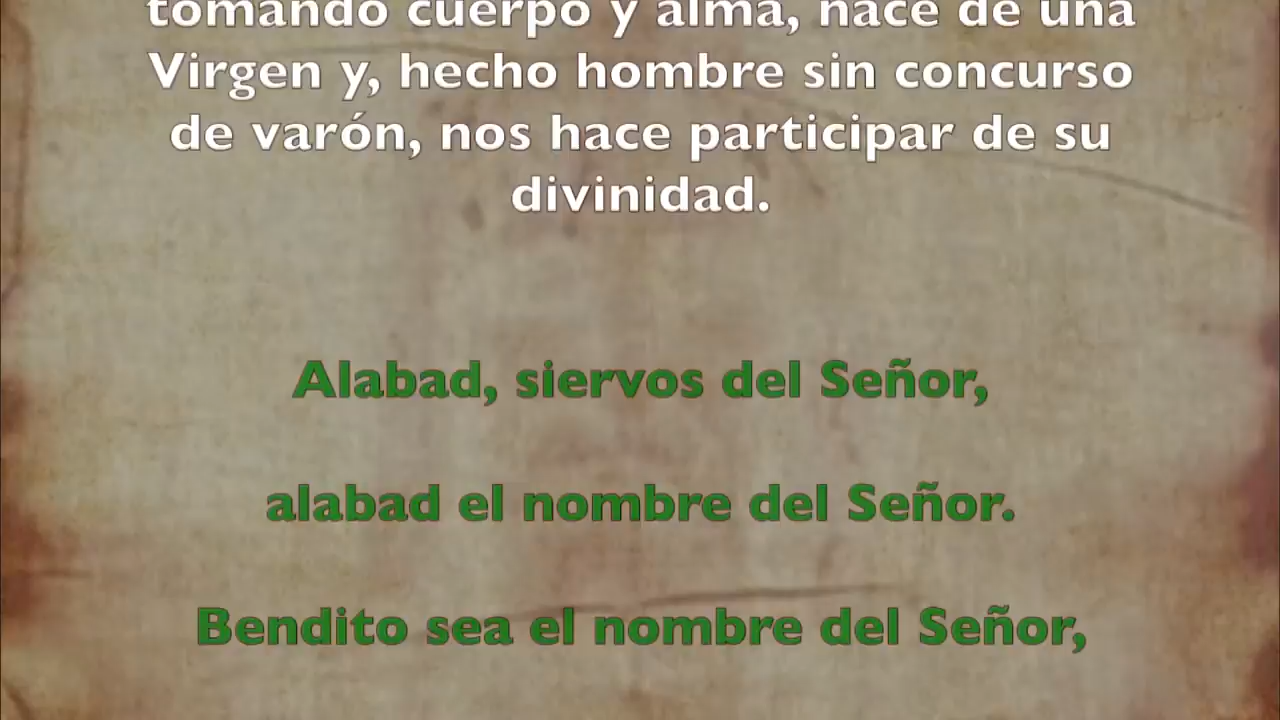 tomando cuerpo y alma, nace de una
Virgen y, hecho hombre sin concurso
de varón, nos hace participar de su
divinidad.
Alabad, siervos del Señor,
alabad el nombre del Señor.
Bendito sea el nombre del Señor,